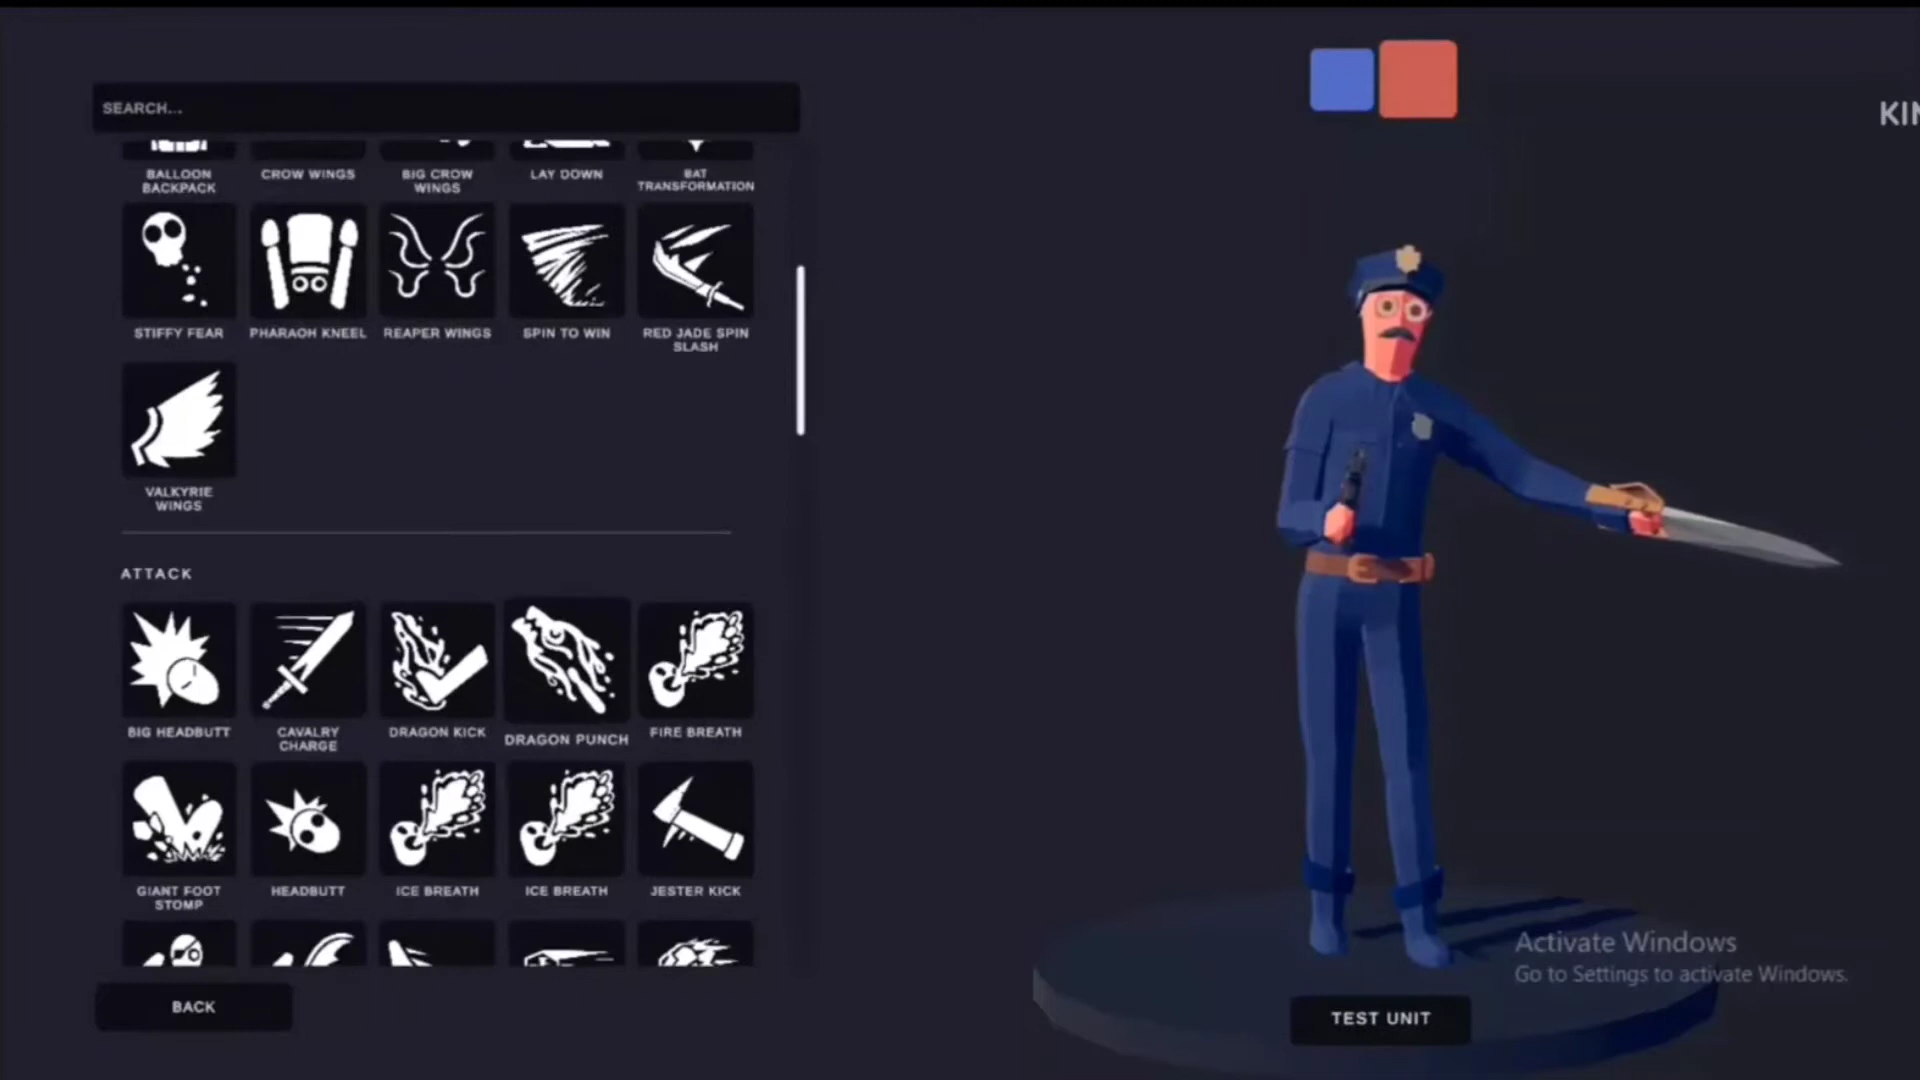 SEARCH...
KIN
BALLOON BACKPACK
CROW WINGS
BIG CROW WINGS
LAY DOWN
BAT TRANSFORMATION
STIFFY FEAR
PHARAOH KNEEL
REAPER WINGS
SPIN TO WIN
RED JADE SPIN SLASH
VALKYRIE WINGS
ATTACK
BIG HEADBUTT
CAVALRY CHARGE
DRAGON KICK
DRAGON PUNCH
FIRE BREATH
GIANT FOOT STOMP
HEADBUTT
ICE BREATH
ICE BREATH
JESTER KICK
BACK
Activate Windows
Go to Settings to activate Windows.
TEST UNIT